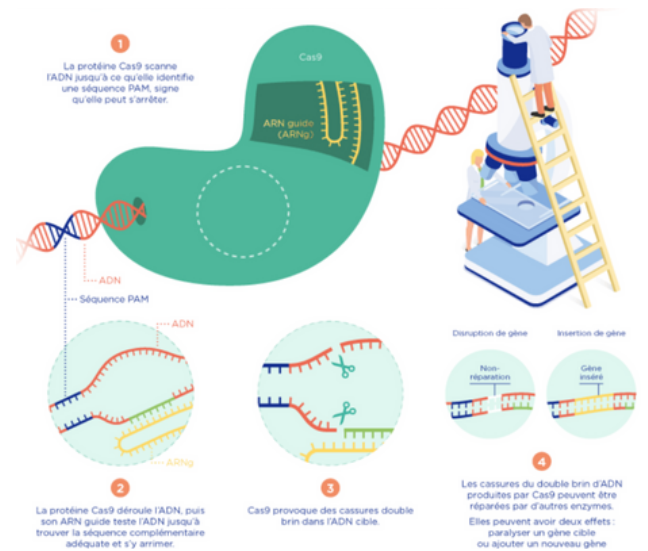 1
La protéine Cas9 scanne
l'ADN jusqu'à ce qu'elle identifie
une séquence PAM, signe
qu'elle peut s'arrêter.
Cas9
ARN guide
(ARNg)
ADN
Séquence PAM
ADN
ARNg
2
La protéine Cas9 déroule l'ADN, puis
son ARN guide teste l'ADN jusqu'à
trouver la séquence complémentaire
adéquate et s'y arrimer.
3
Cas9 provoque des cassures double
brin dans l'ADN cible.
Disruption de gène
Insertion de gène
Non-
réparation
Gène
inséré
4
Les cassures du double brin d'ADN
produites par Cas9 peuvent être
réparées par d'autres enzymes.
Elles peuvent avoir deux effets :
paralyser un gène cible
ou ajouter un nouveau gène